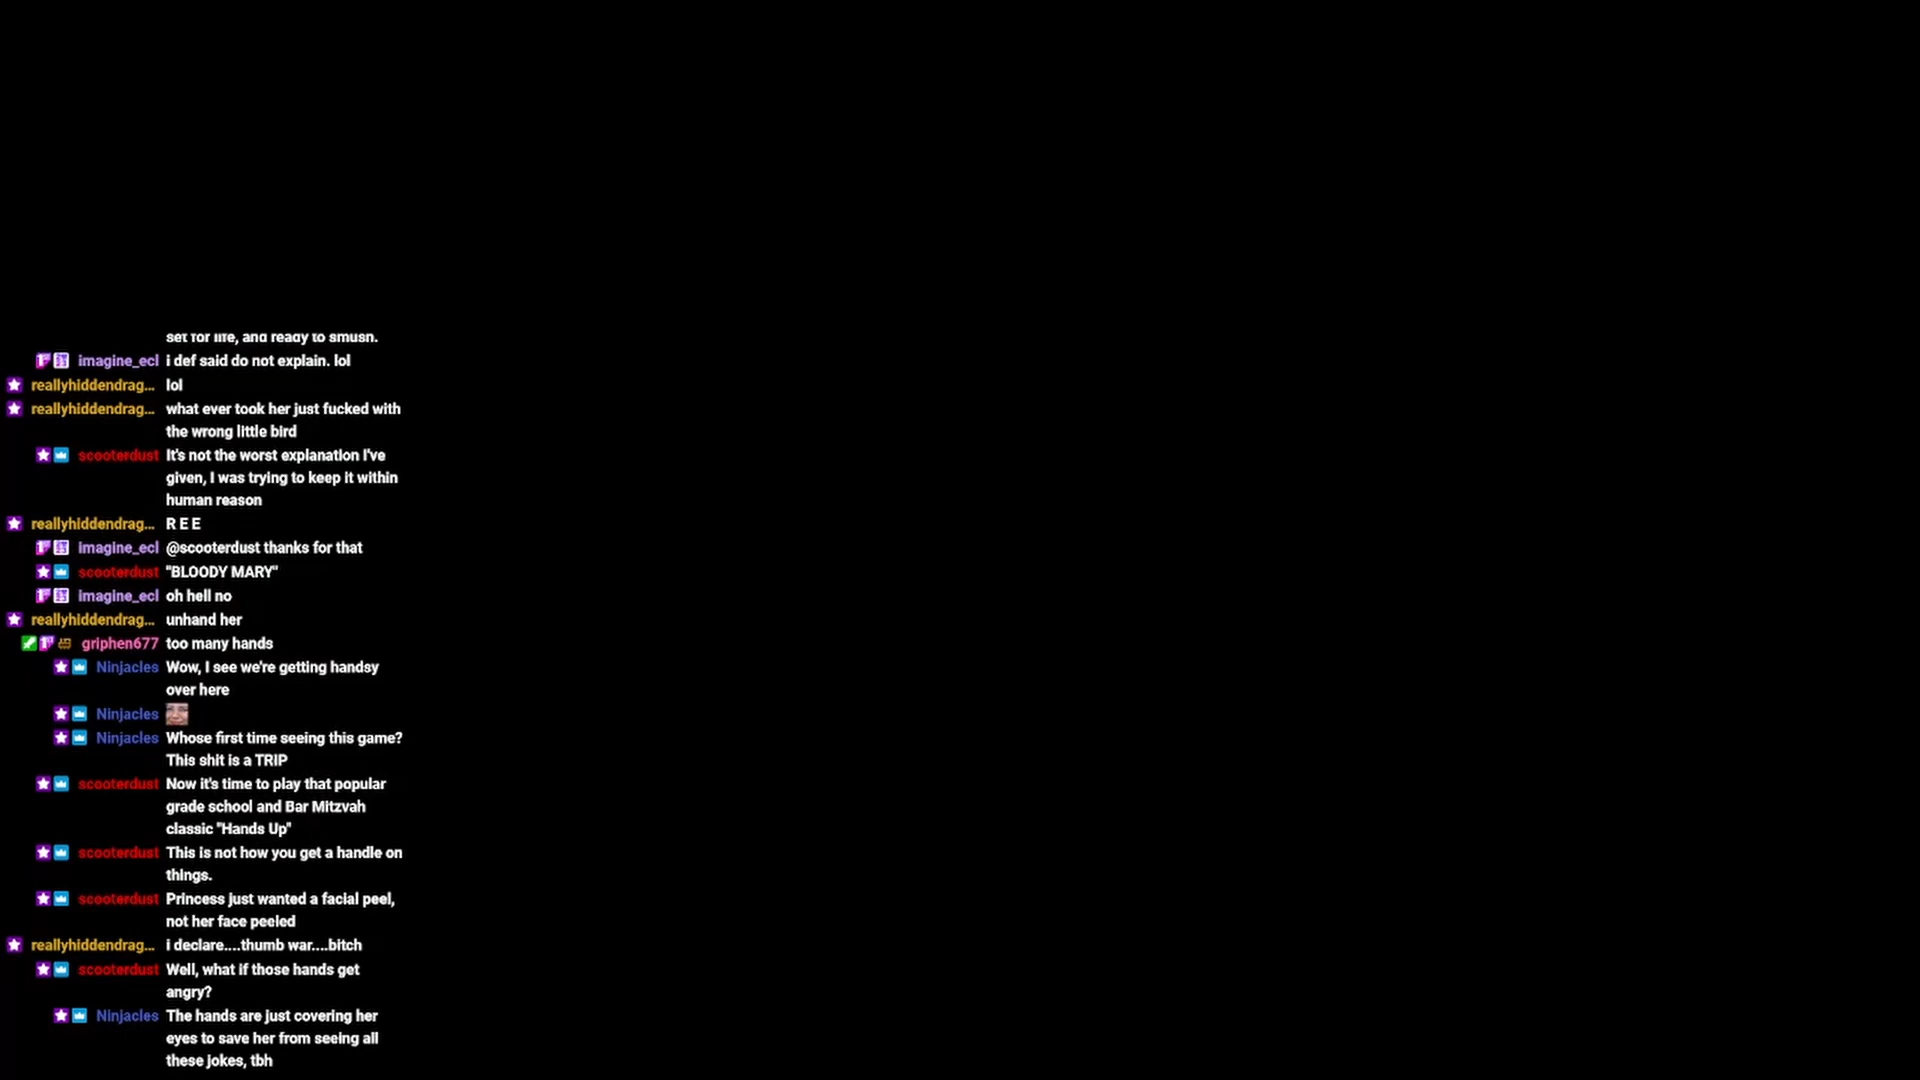 set for life, and ready to smush.
imagine_ecl i def said do not explain. lol
reallyhiddendrag... lol
reallyhiddendrag... what ever took her just fucked with
the wrong little bird
scooterdust It's not the worst explanation I've
given, I was trying to keep it within
human reason
reallyhiddendrag... R E E
imagine_ecl @scooterdust thanks for that
scooterdust "BLOODY MARY"
imagine_ecl oh hell no
reallyhiddendrag... unhand her
griphen677 too many hands
Ninjacles Wow, I see we're getting handsy
over here
Ninjacles
Ninjacles Whose first time seeing this game?
This shit is a TRIP
scooterdust Now it's time to play that popular
grade school and Bar Mitzvah
classic "Hands Up"
scooterdust This is not how you get a handle on
things.
scooterdust Princess just wanted a facial peel,
not her face peeled
reallyhiddendrag... i declare....thumb war....bitch
scooterdust Well, what if those hands get
angry?
Ninjacles The hands are just covering her
eyes to save her from seeing all
these jokes, tbh